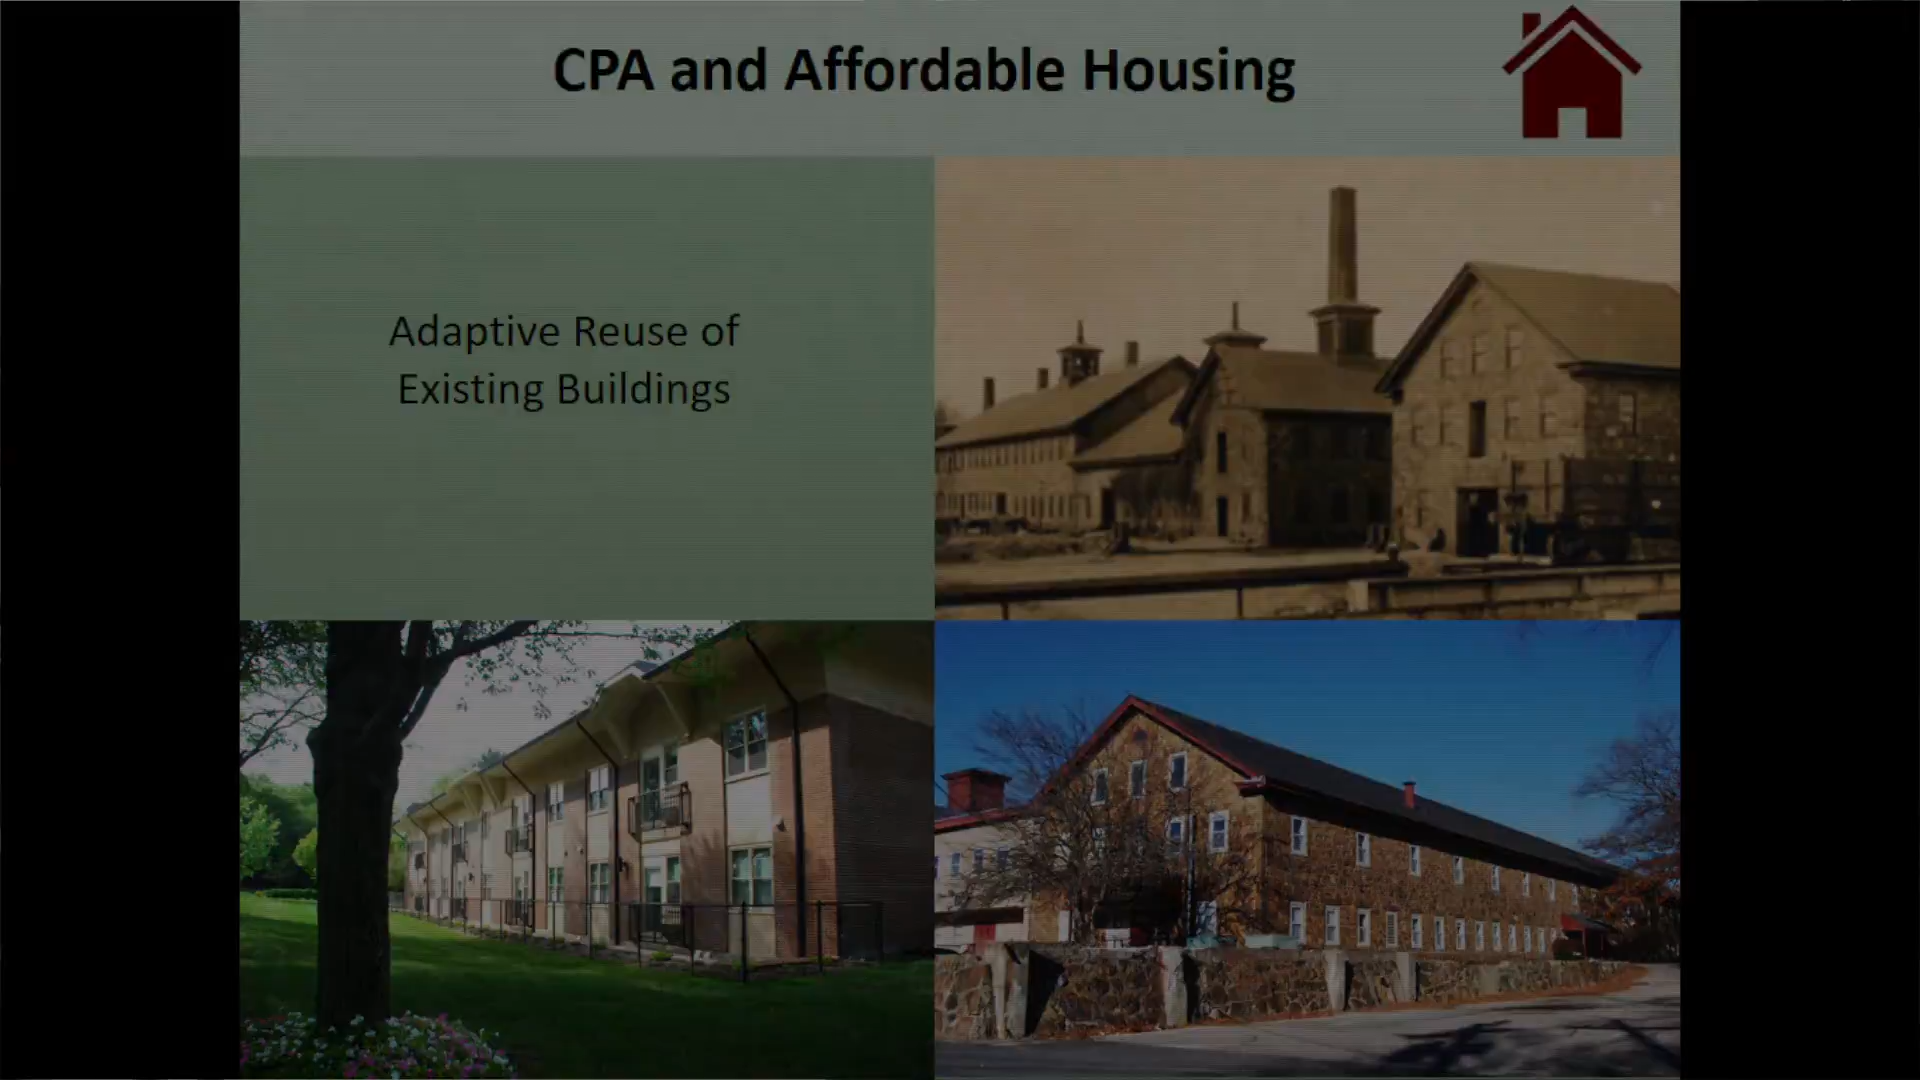 CPA and Affordable Housing
Adaptive Reuse of
Existing Buildings